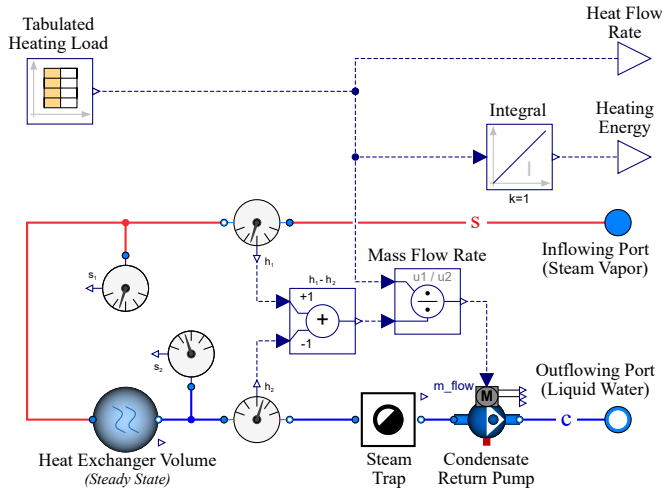 Tabulated
Heating Load
Heat Flow
Rate
Integral
I
k=1
Heating
Energy
s
Inflowing Port
(Steam Vapor)
h₁
s₁
Mass Flow Rate
u1 / u2
÷
h₁ - h₂
+1
+
-1
s₂
h₂
m_flow
M
Outflowing Port
(Liquid Water)
c
Heat Exchanger Volume
(Steady State)
Steam
Trap
Condensate
Return Pump